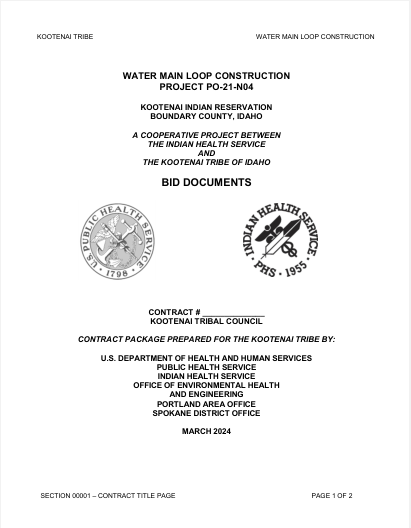 KOOTENAI TRIBE WATER MAIN LOOP CONSTRUCTION
WATER MAIN LOOP CONSTRUCTION
PROJECT PO-21-N04
KOOTENAI INDIAN RESERVATION
BOUNDARY COUNTY, IDAHO
A COOPERATIVE PROJECT BETWEEN
THE INDIAN HEALTH SERVICE
AND
THE KOOTENAI TRIBE OF IDAHO
BID DOCUMENTS
U.S. PUBLIC HEALTH SERVICE
• 1798 •
INDIAN HEALTH SERVICE
• PHS • 1955 •
CONTRACT # ______________
KOOTENAI TRIBAL COUNCIL
CONTRACT PACKAGE PREPARED FOR THE KOOTENAI TRIBE BY:
U.S. DEPARTMENT OF HEALTH AND HUMAN SERVICES
PUBLIC HEALTH SERVICE
INDIAN HEALTH SERVICE
OFFICE OF ENVIRONMENTAL HEALTH
AND ENGINEERING
PORTLAND AREA OFFICE
SPOKANE DISTRICT OFFICE
MARCH 2024
SECTION 00001 – CONTRACT TITLE PAGE PAGE 1 OF 2